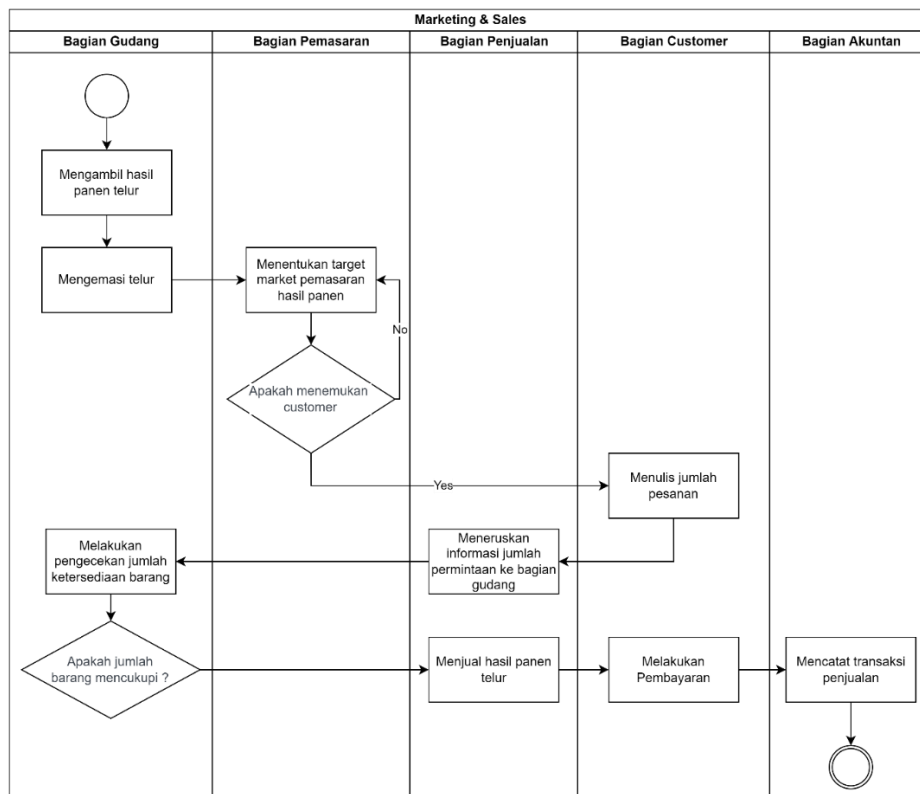 Marketing & Sales
Bagian Gudang
Bagian Pemasaran
Bagian Penjualan
Bagian Customer
Bagian Akuntan
Mengambil hasil
panen telur
Mengemasi telur
Menentukan target
market pemasaran
hasil panen
No
Apakah menemukan
customer
Yes
Menulis jumlah
pesanan
Meneruskan
informasi jumlah
permintaan ke bagian
gudang
Melakukan
pengecekan jumlah
ketersediaan barang
Apakah jumlah
barang mencukupi ?
Menjual hasil panen
telur
Melakukan
Pembayaran
Mencatat transaksi
penjualan